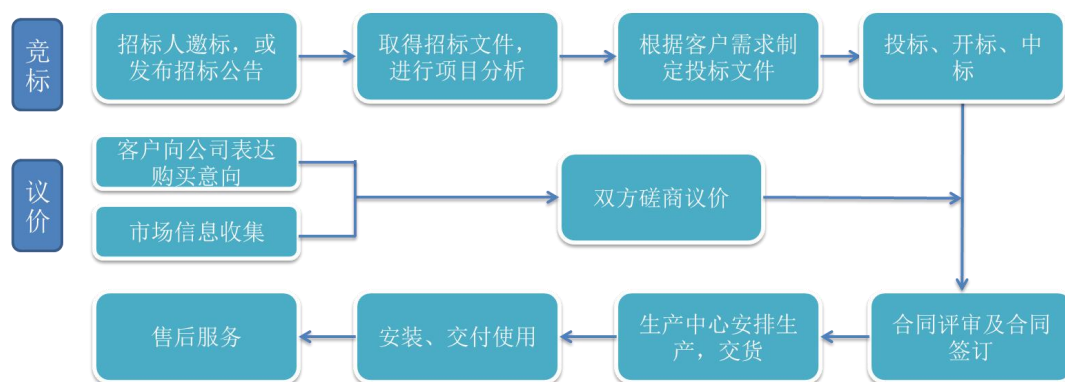 竞标
招标人邀标，或
发布招标公告
取得招标文件，
进行项目分析
根据客户需求制
定投标文件
投标、开标、中
标
议价
客户向公司表达
购买意向
市场信息收集
双方磋商议价
售后服务
安装、交付使用
生产中心安排生
产，交货
合同评审及合同
签订